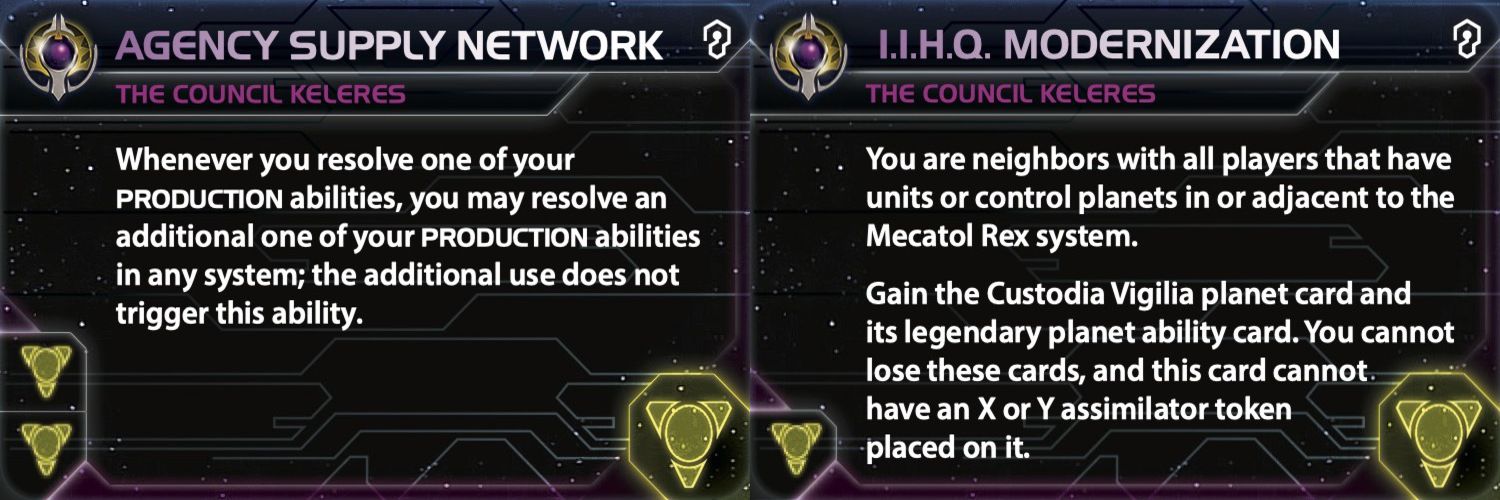 AGENCY SUPPLY NETWORK
THE COUNCIL KELERES
Whenever you resolve one of your
PRODUCTION abilities, you may resolve an
additional one of your PRODUCTION abilities
in any system; the additional use does not
trigger this ability.
I.I.H.Q. MODERNIZATION
THE COUNCIL KELERES
You are neighbors with all players that have
units or control planets in or adjacent to the
Mecatol Rex system.
Gain the Custodia Vigilia planet card and
its legendary planet ability card. You cannot
lose these cards, and this card cannot
have an X or Y assimilator token
placed on it.